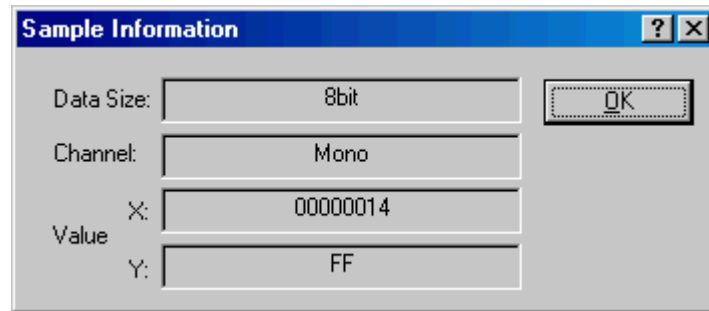 Sample Information
Data Size: 8bit OK
Channel: Mono
Value
X: 00000014
Y: FF